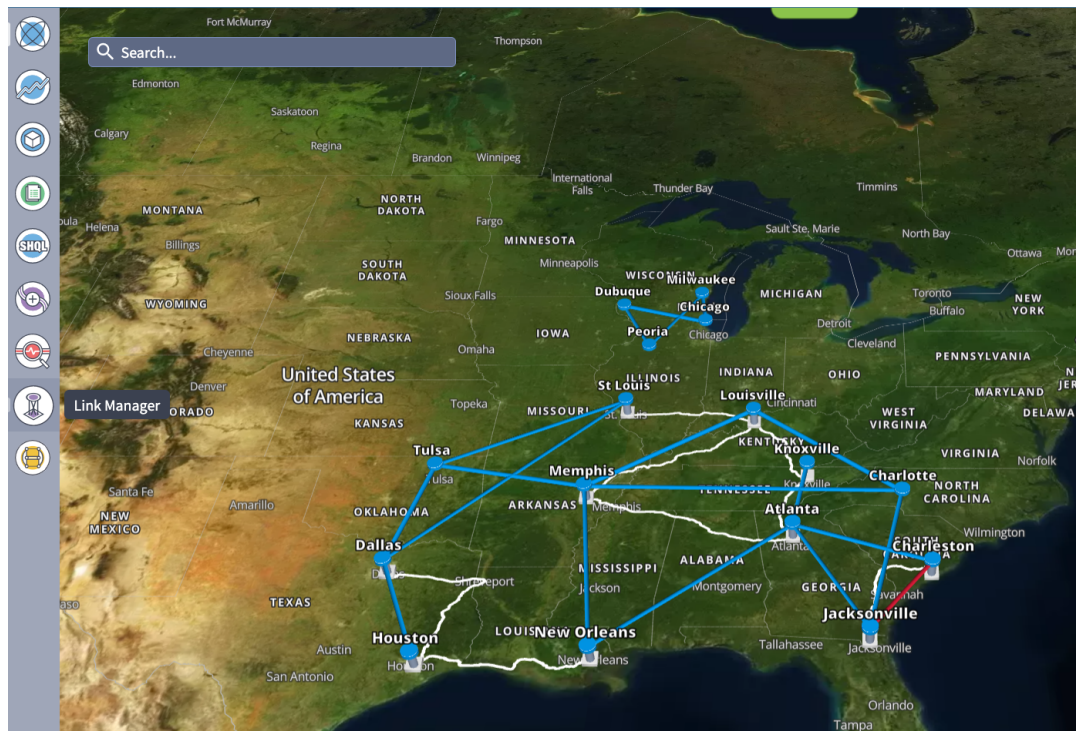 Fort McMurray
Thompson
Search...
Edmonton
Saskatoon
Calgary
Regina
Brandon
Winnipeg
International
Falls
Thunder Bay
Timmins
MONTANA
NORTH
DAKOTA
Helena
Fargo
Sault Ste. Marie
North Bay
SHQL
Billings
MINNESOTA
Ottawa
Minneapolis
SOUTH
DAKOTA
WISCONSIN
Milwaukee
Dubuque
Sioux Falls
MICHIGAN
Toronto
NEW
YORK
WYOMING
Chicago
Buffalo
Peoria
Detroit
IOWA
Chicago
NEBRASKA
Cleveland
Cheyenne
Omaha
PENNSYLVANIA
United States
of America
INDIANA
OHIO
ILLINOIS
St Louis
Denver
MARYLAND
Link Manager
Topeka
Louisville
Cincinnati
MISSOURI
WEST
VIRGINIA
KANSAS
KENTUCKY
Knoxville
Tulsa
VIRGINIA
Norfolk
Memphis
Charlotte
Tulsa
Knoxville
NORTH
CAROLINA
Santa Fe
TENNESSEE
Amarillo
ARKANSAS
Memphis
OKLAHOMA
Atlanta
NEW
MEXICO
Wilmington
Dallas
Atlanta
SOUTH
CAROLINA
Charleston
Shreveport
MISSISSIPPI
ALABAMA
Jackson
Montgomery
GEORGIA
Savannah
TEXAS
Jacksonville
Houston
New Orleans
Tallahassee
Jacksonville
Austin
Houston
New Orleans
San Antonio
Orlando
Tampa